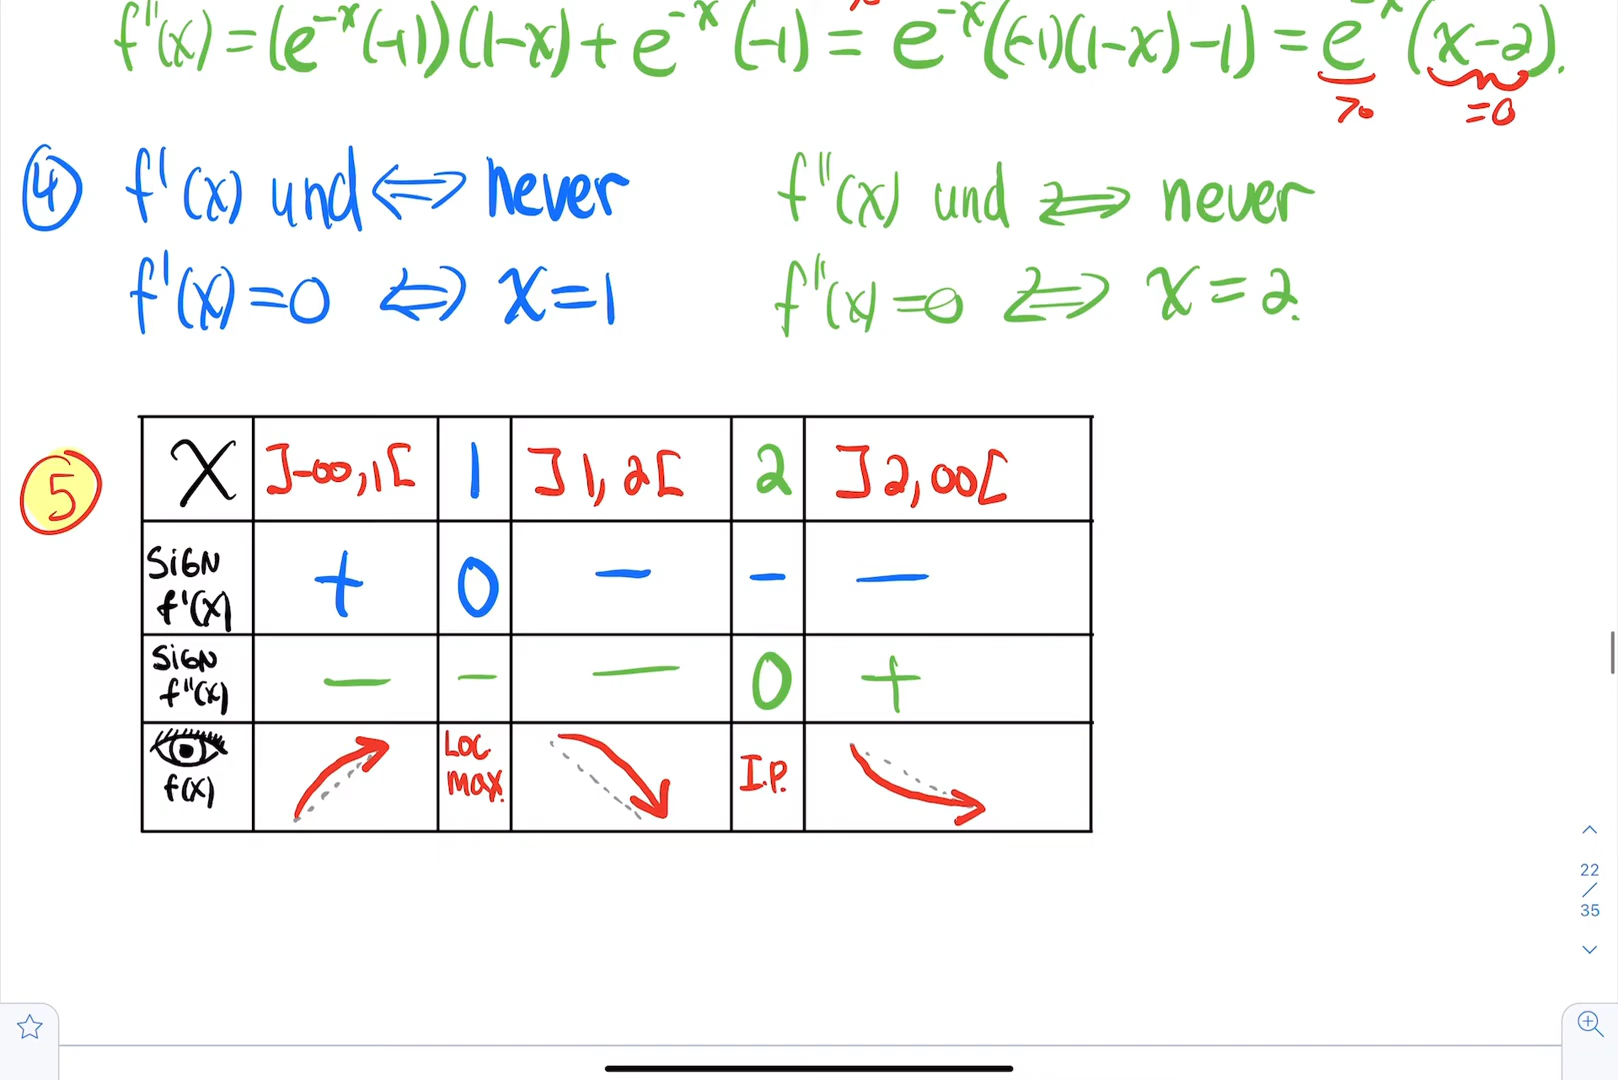 f''(x) = (e^{-x}(-1))(1-x) + e^{-x}(-1) = e^{-x}((-1)(1-x)-1) = e^{-x}(x-2).
>0 =0
④ f'(x) und ⟺ never f''(x) und ⟺ never
f'(x)=0 ⟺ x=1 f''(x)=0 ⟺ x=2.
5
X ]-∞,1[ 1 ]1,2[ 2 ]2,∞[
SIGN f'(x) + 0 − − −
SIGN f''(x) − − − 0 +
f(x) LOC MAX. I.P.
22
/
35